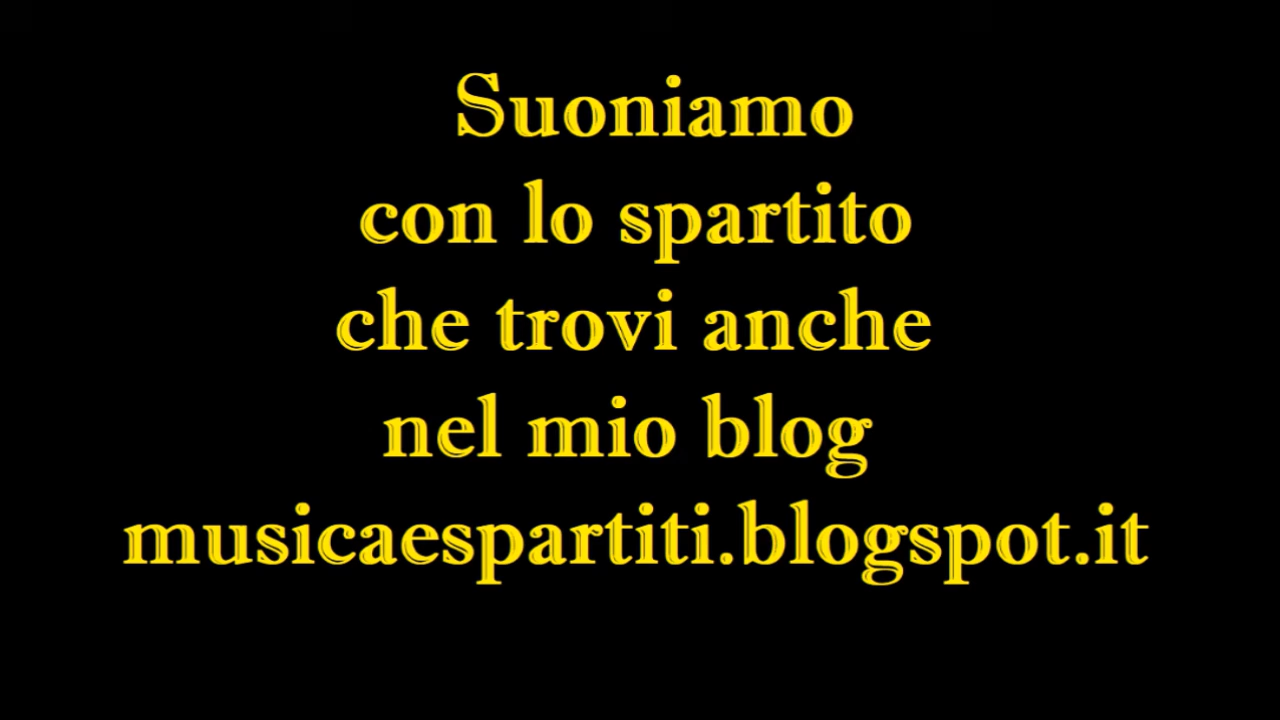 Suoniamo
con lo spartito
che trovi anche
nel mio blog
musicaespartiti.blogspot.it